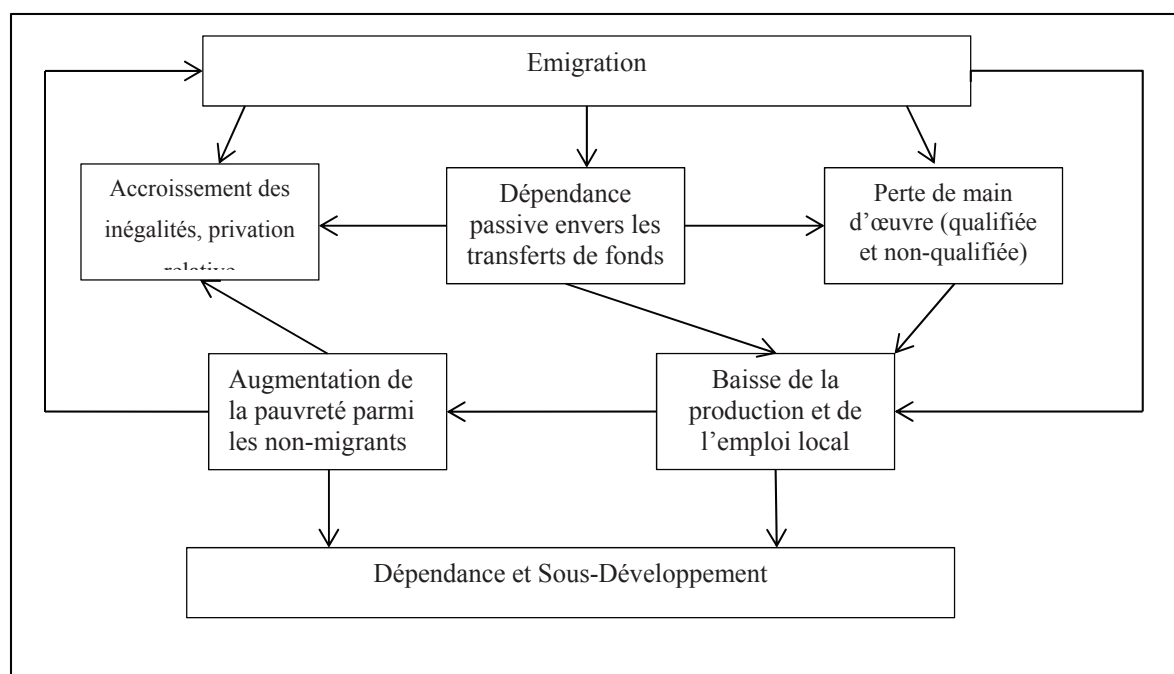 Emigration
Accroissement des
inégalités, privation
relative
Dépendance
passive envers les
transferts de fonds
Perte de main
d’œuvre (qualifiée
et non-qualifiée)
Augmentation de
la pauvreté parmi
les non-migrants
Baisse de la
production et de
l’emploi local
Dépendance et Sous-Développement